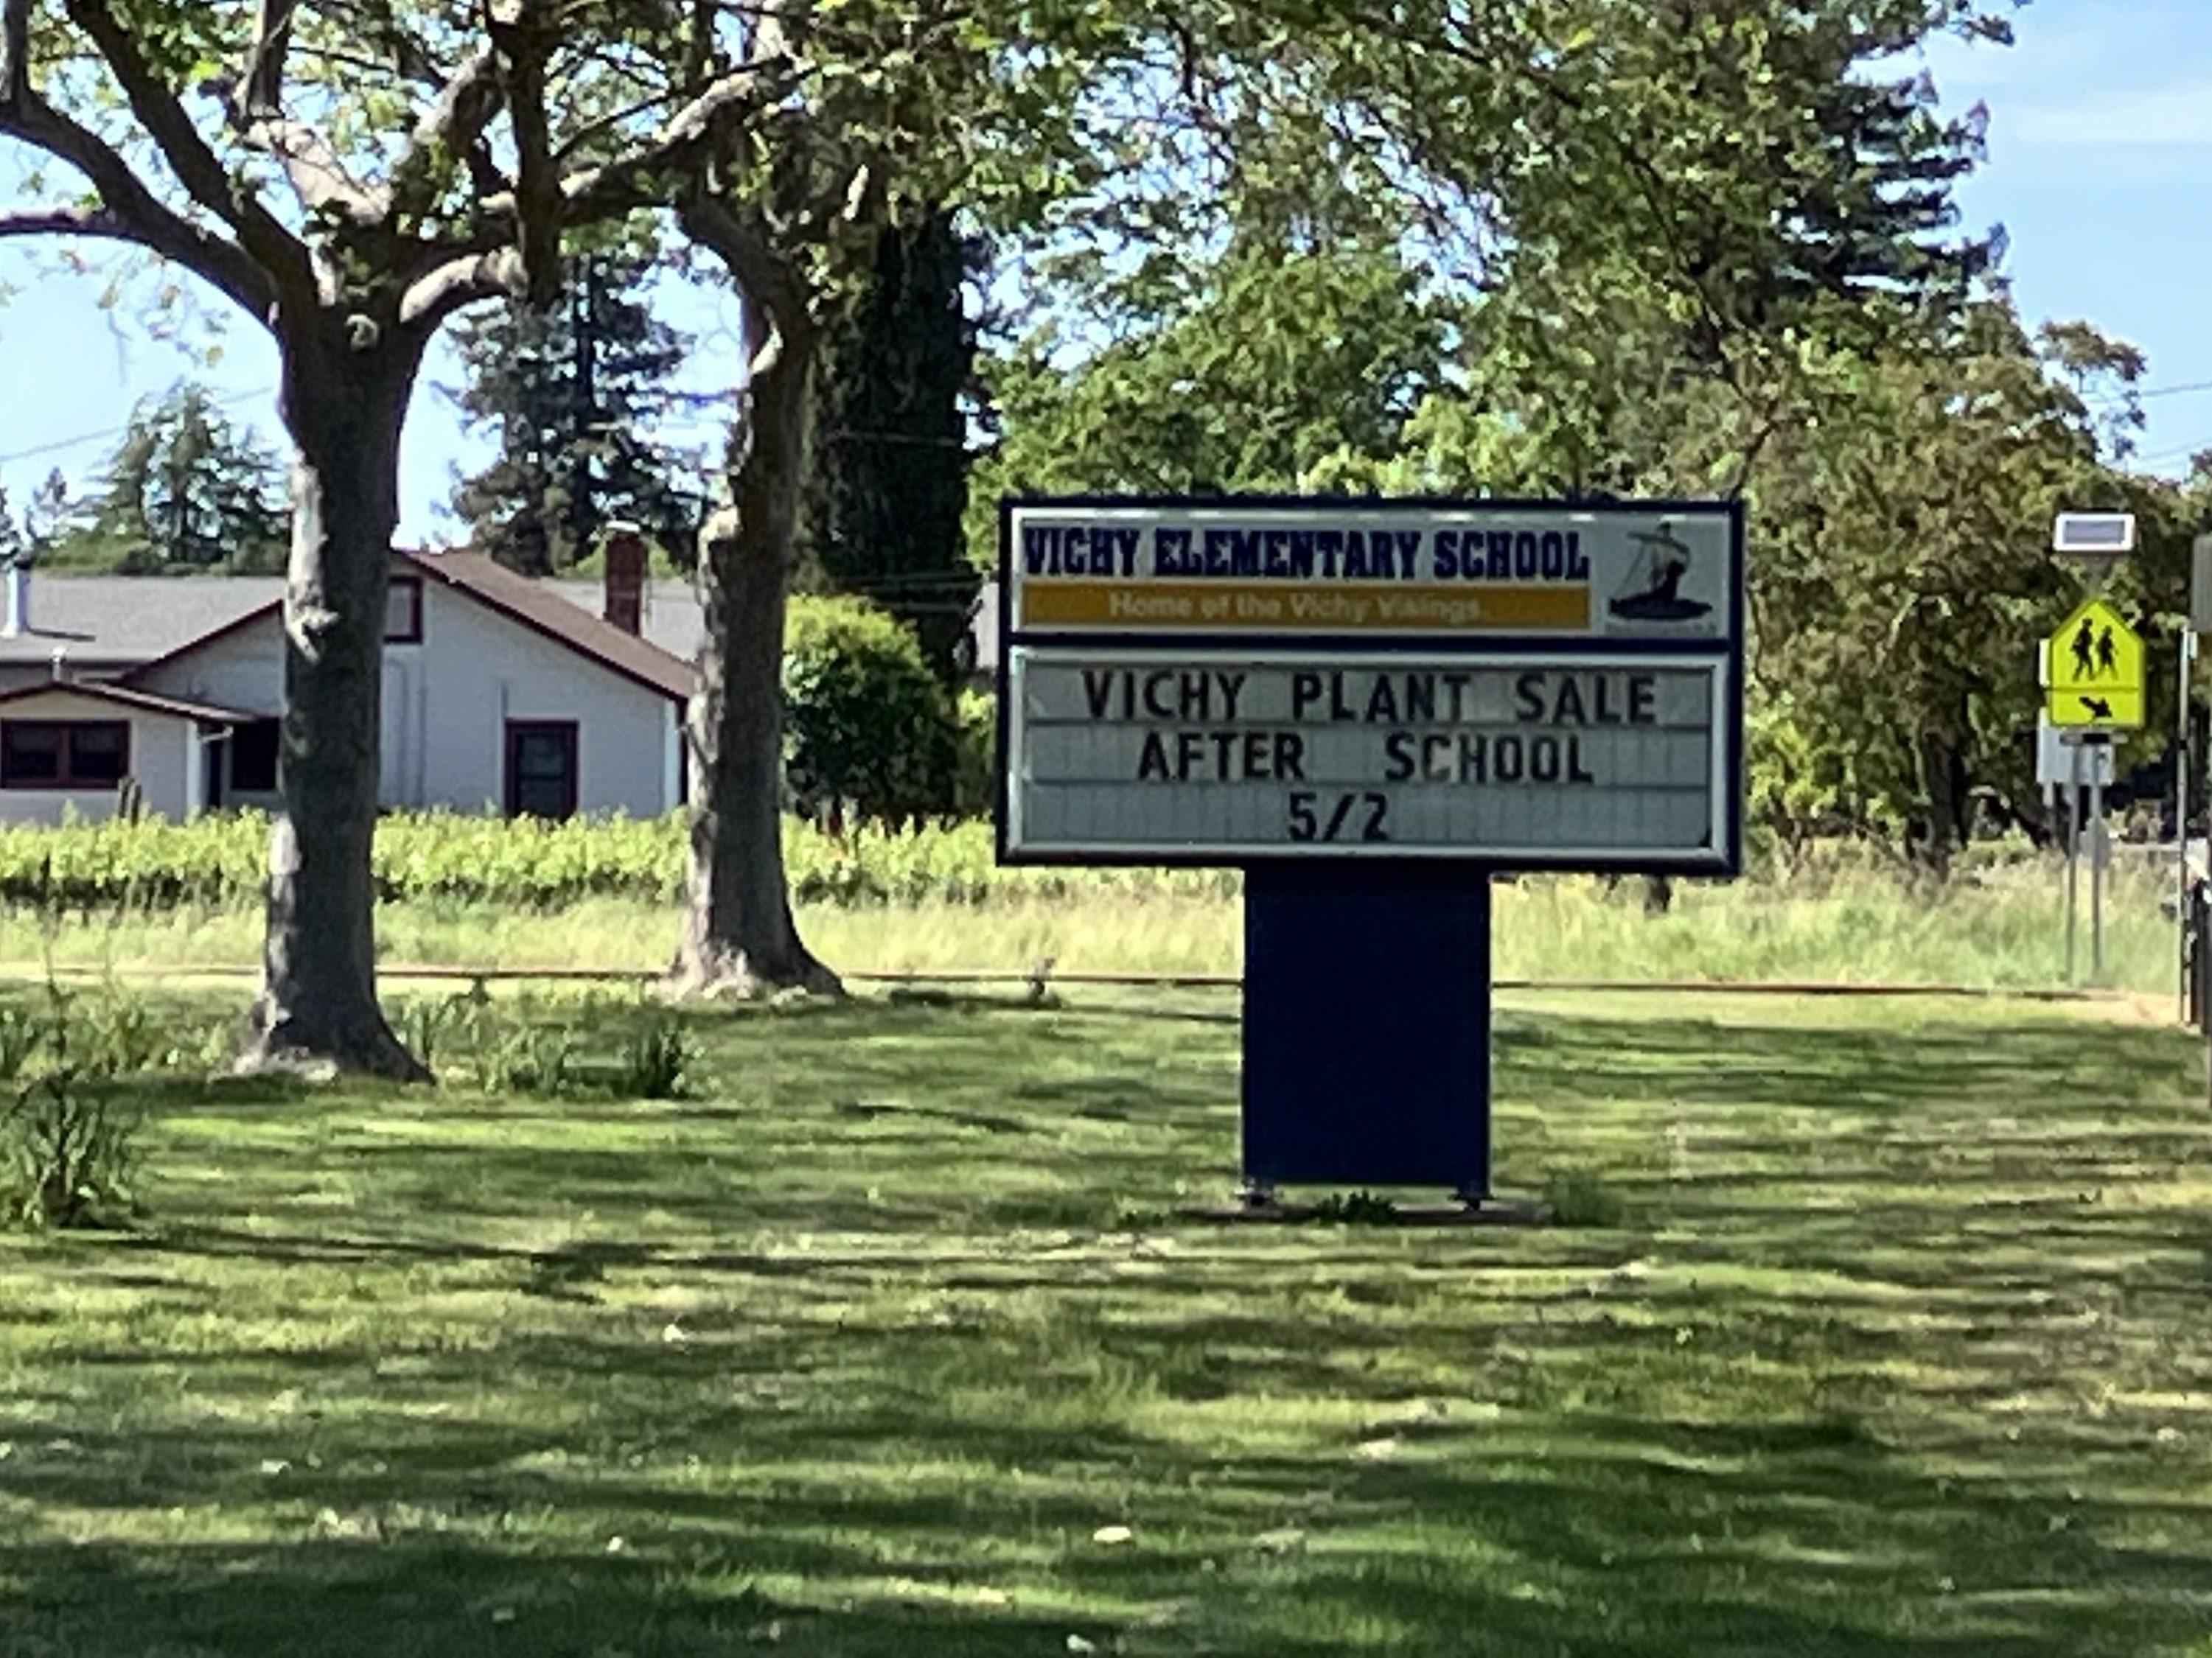 VICHY ELEMENTARY SCHOOL
Home of the Vichy Vikings
VICHY PLANT SALE
AFTER SCHOOL
5/2